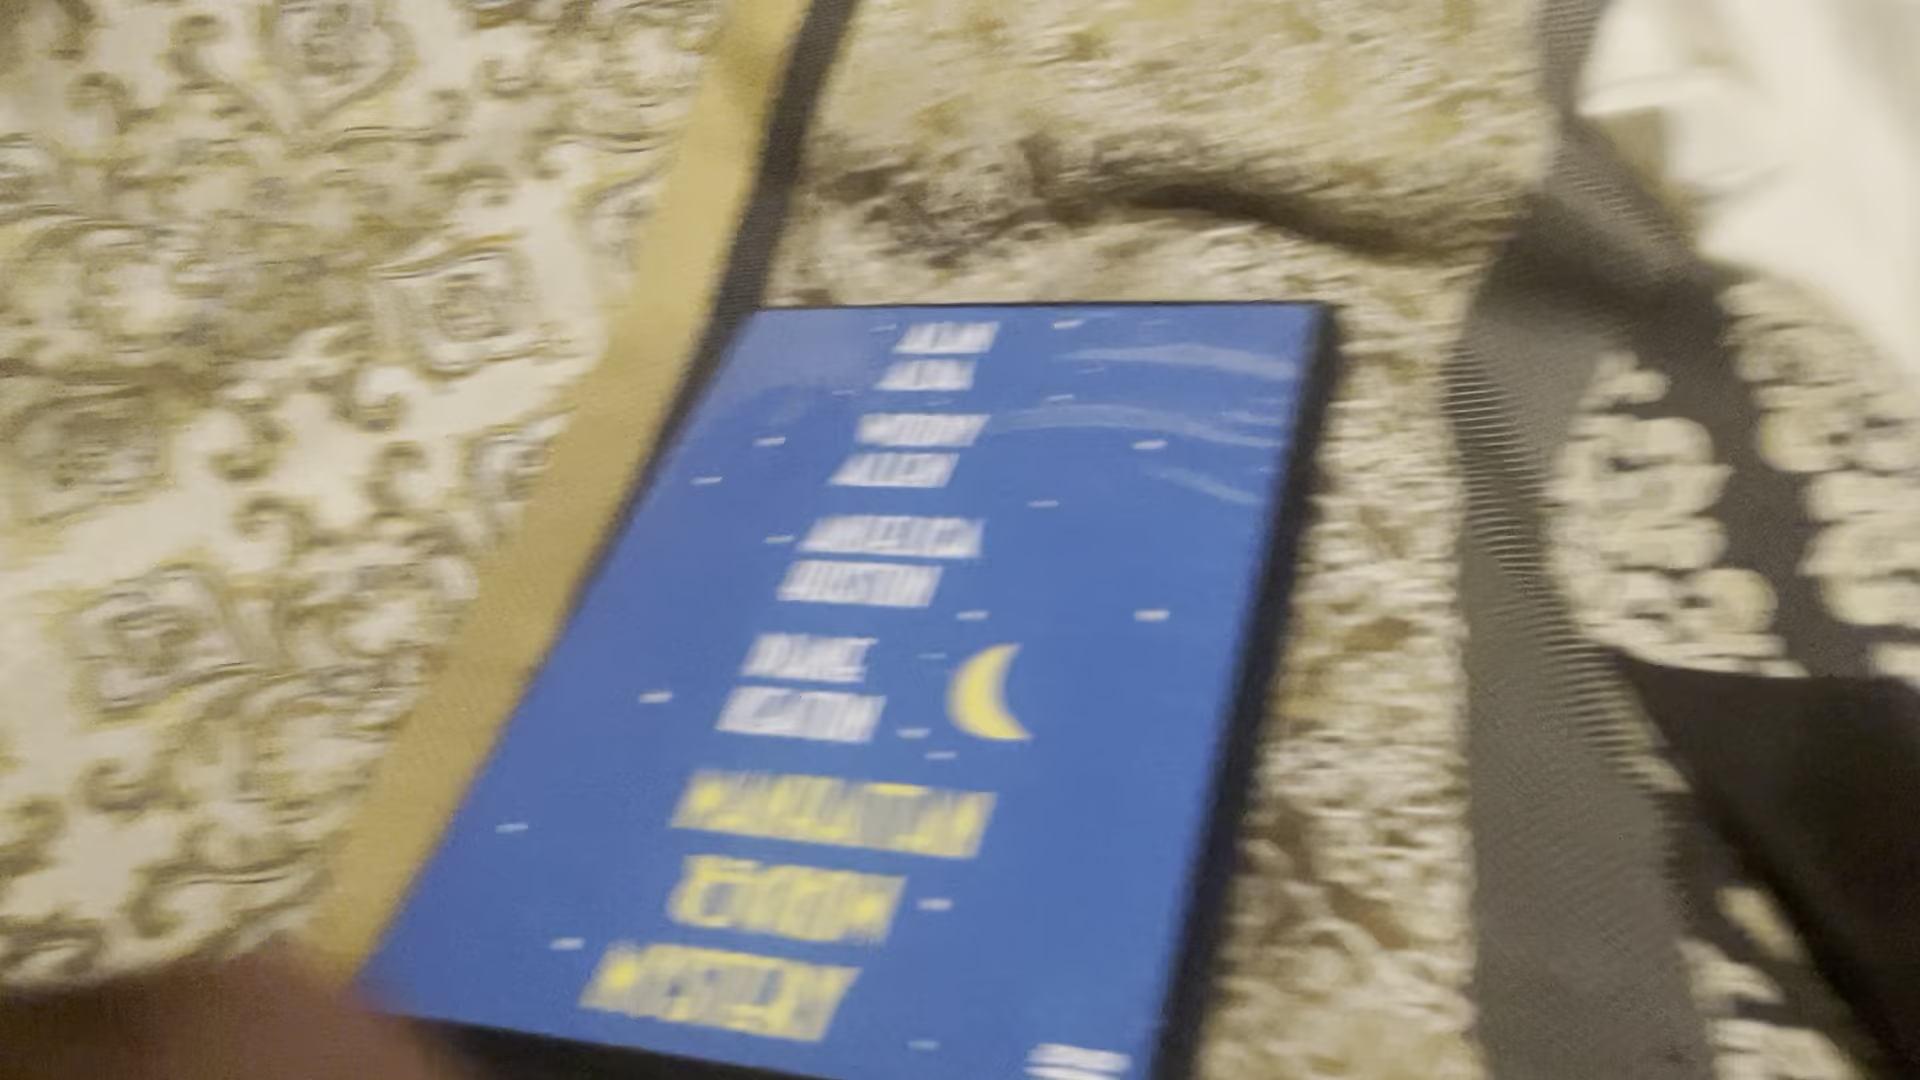 ALAN
ALDA
WOODY
ALLEN
ANJELICA
HUSTON
DIANE
KEATON
MANHATTAN
MURDER
MYSTERY